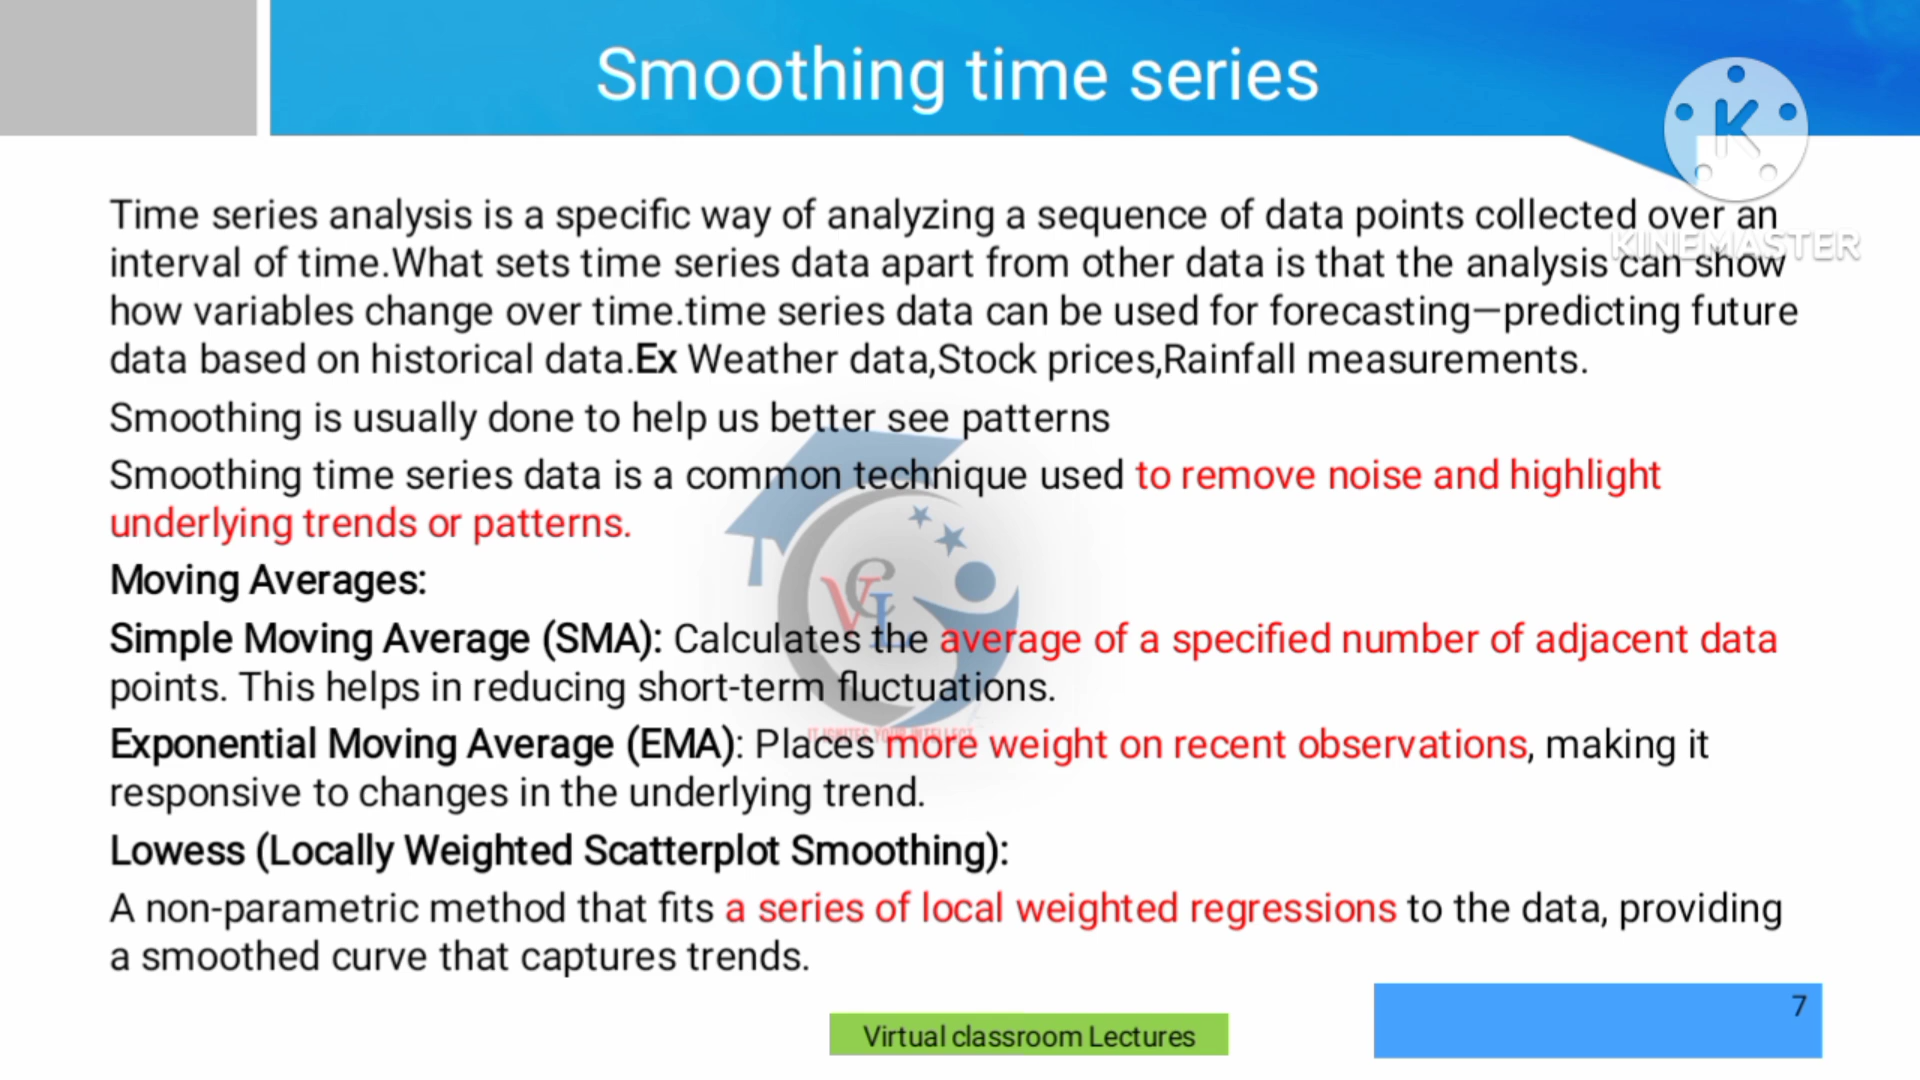 Smoothing time series
K
KINEMASTER
Time series analysis is a specific way of analyzing a sequence of data points collected over an
interval of time.What sets time series data apart from other data is that the analysis can show
how variables change over time.time series data can be used for forecasting—predicting future
data based on historical data.Ex Weather data,Stock prices,Rainfall measurements.
Smoothing is usually done to help us better see patterns
Smoothing time series data is a common technique used to remove noise and highlight
underlying trends or patterns.
Moving Averages:
Simple Moving Average (SMA): Calculates the average of a specified number of adjacent data
points. This helps in reducing short-term fluctuations.
Exponential Moving Average (EMA): Places more weight on recent observations, making it
responsive to changes in the underlying trend.
Lowess (Locally Weighted Scatterplot Smoothing):
A non-parametric method that fits a series of local weighted regressions to the data, providing
a smoothed curve that captures trends.
VCL
IT IGNITES YOUR INTELLECT
Virtual classroom Lectures
7